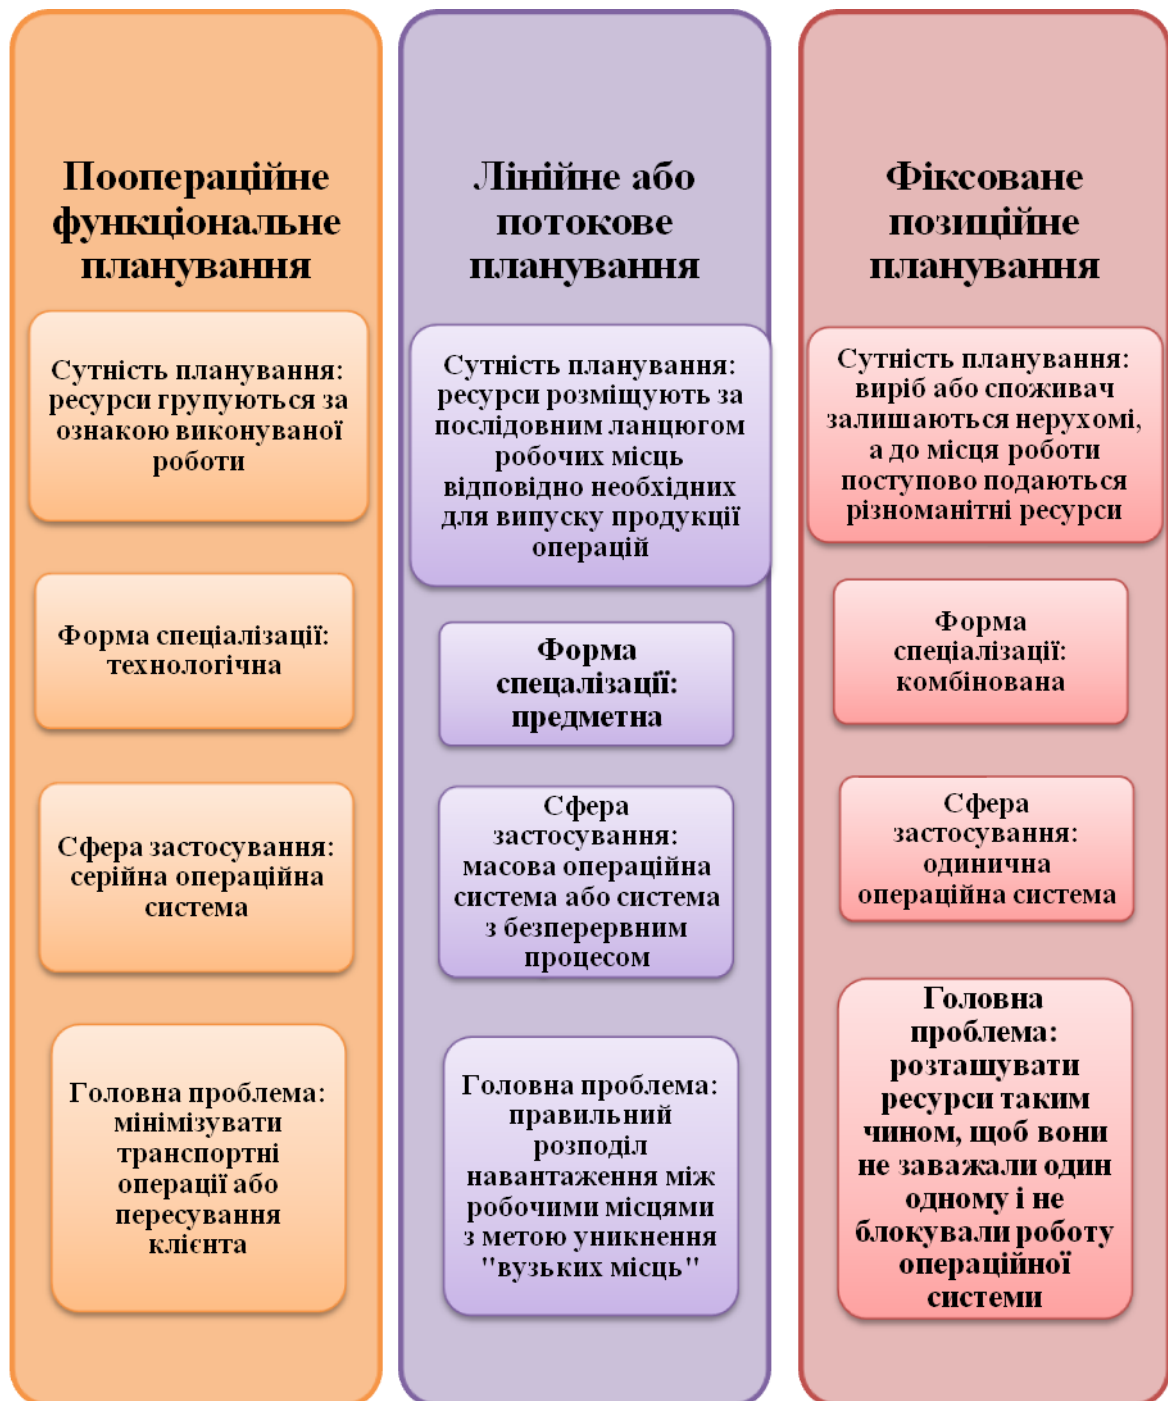 Поопераційне
функціональне
планування
Сутність планування:
ресурси групуються за
ознакою виконуваної
роботи
Форма спеціалізації:
технологічна
Сфера застосування:
серійна операційна
система
Головна проблема:
мінімізувати
транспортні
операції або
пересування
клієнта
Лінійне або
потокове
планування
Сутність планування:
ресурси розміщують за
послідовним ланцюгом
робочих місць
відповідно необхідних
для випуску продукції
операцій
Форма
спецалізації:
предметна
Сфера
застосування:
масова операційна
система або система
з безперервним
процесом
Головна проблема:
правильний
розподіл
навантаження між
робочими місцями
з метою уникнення
"вузьких місць"
Фіксоване
позиційне
планування
Сутність планування:
виріб або споживач
залишаються нерухомі,
а до місця роботи
поступово подаються
різноманітні ресурси
Форма
спеціалізації:
комбінована
Сфера
застосування:
одинична
операційна система
Головна
проблема:
розташувати
ресурси таким
чином, щоб вони
не заважали один
одному і не
блокували роботу
операційної
системи